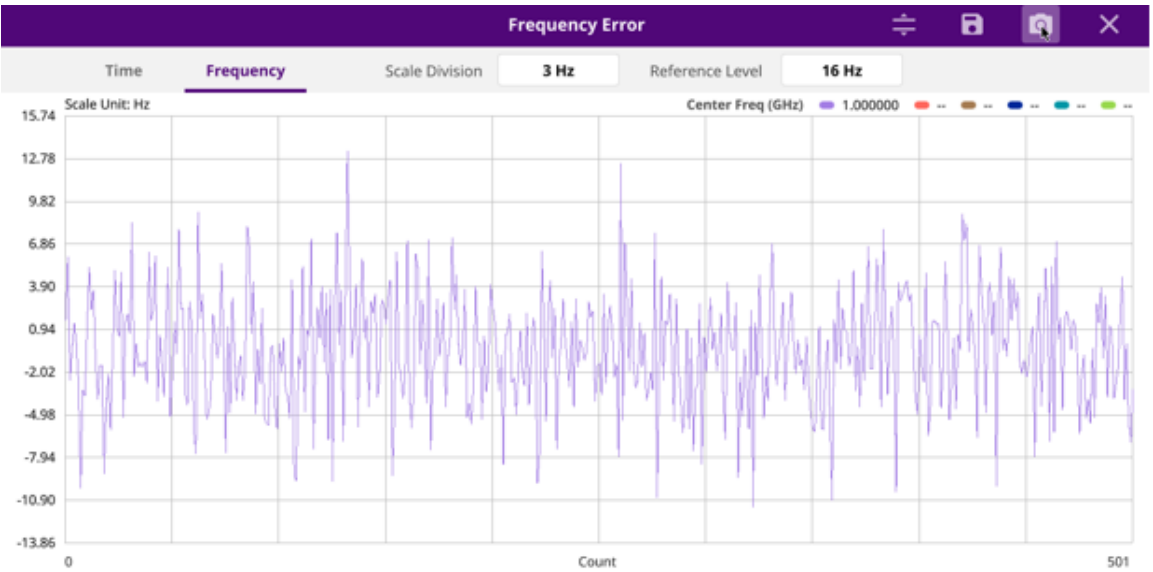 Frequency Error
Time Frequency Scale Division 3 Hz Reference Level 16 Hz
Scale Unit: Hz Center Freq (GHz) 1.000000 -- -- -- -- --
15.74
12.78
9.82
6.86
3.90
0.94
-2.02
-4.98
-7.94
-10.90
-13.86
0 Count 501